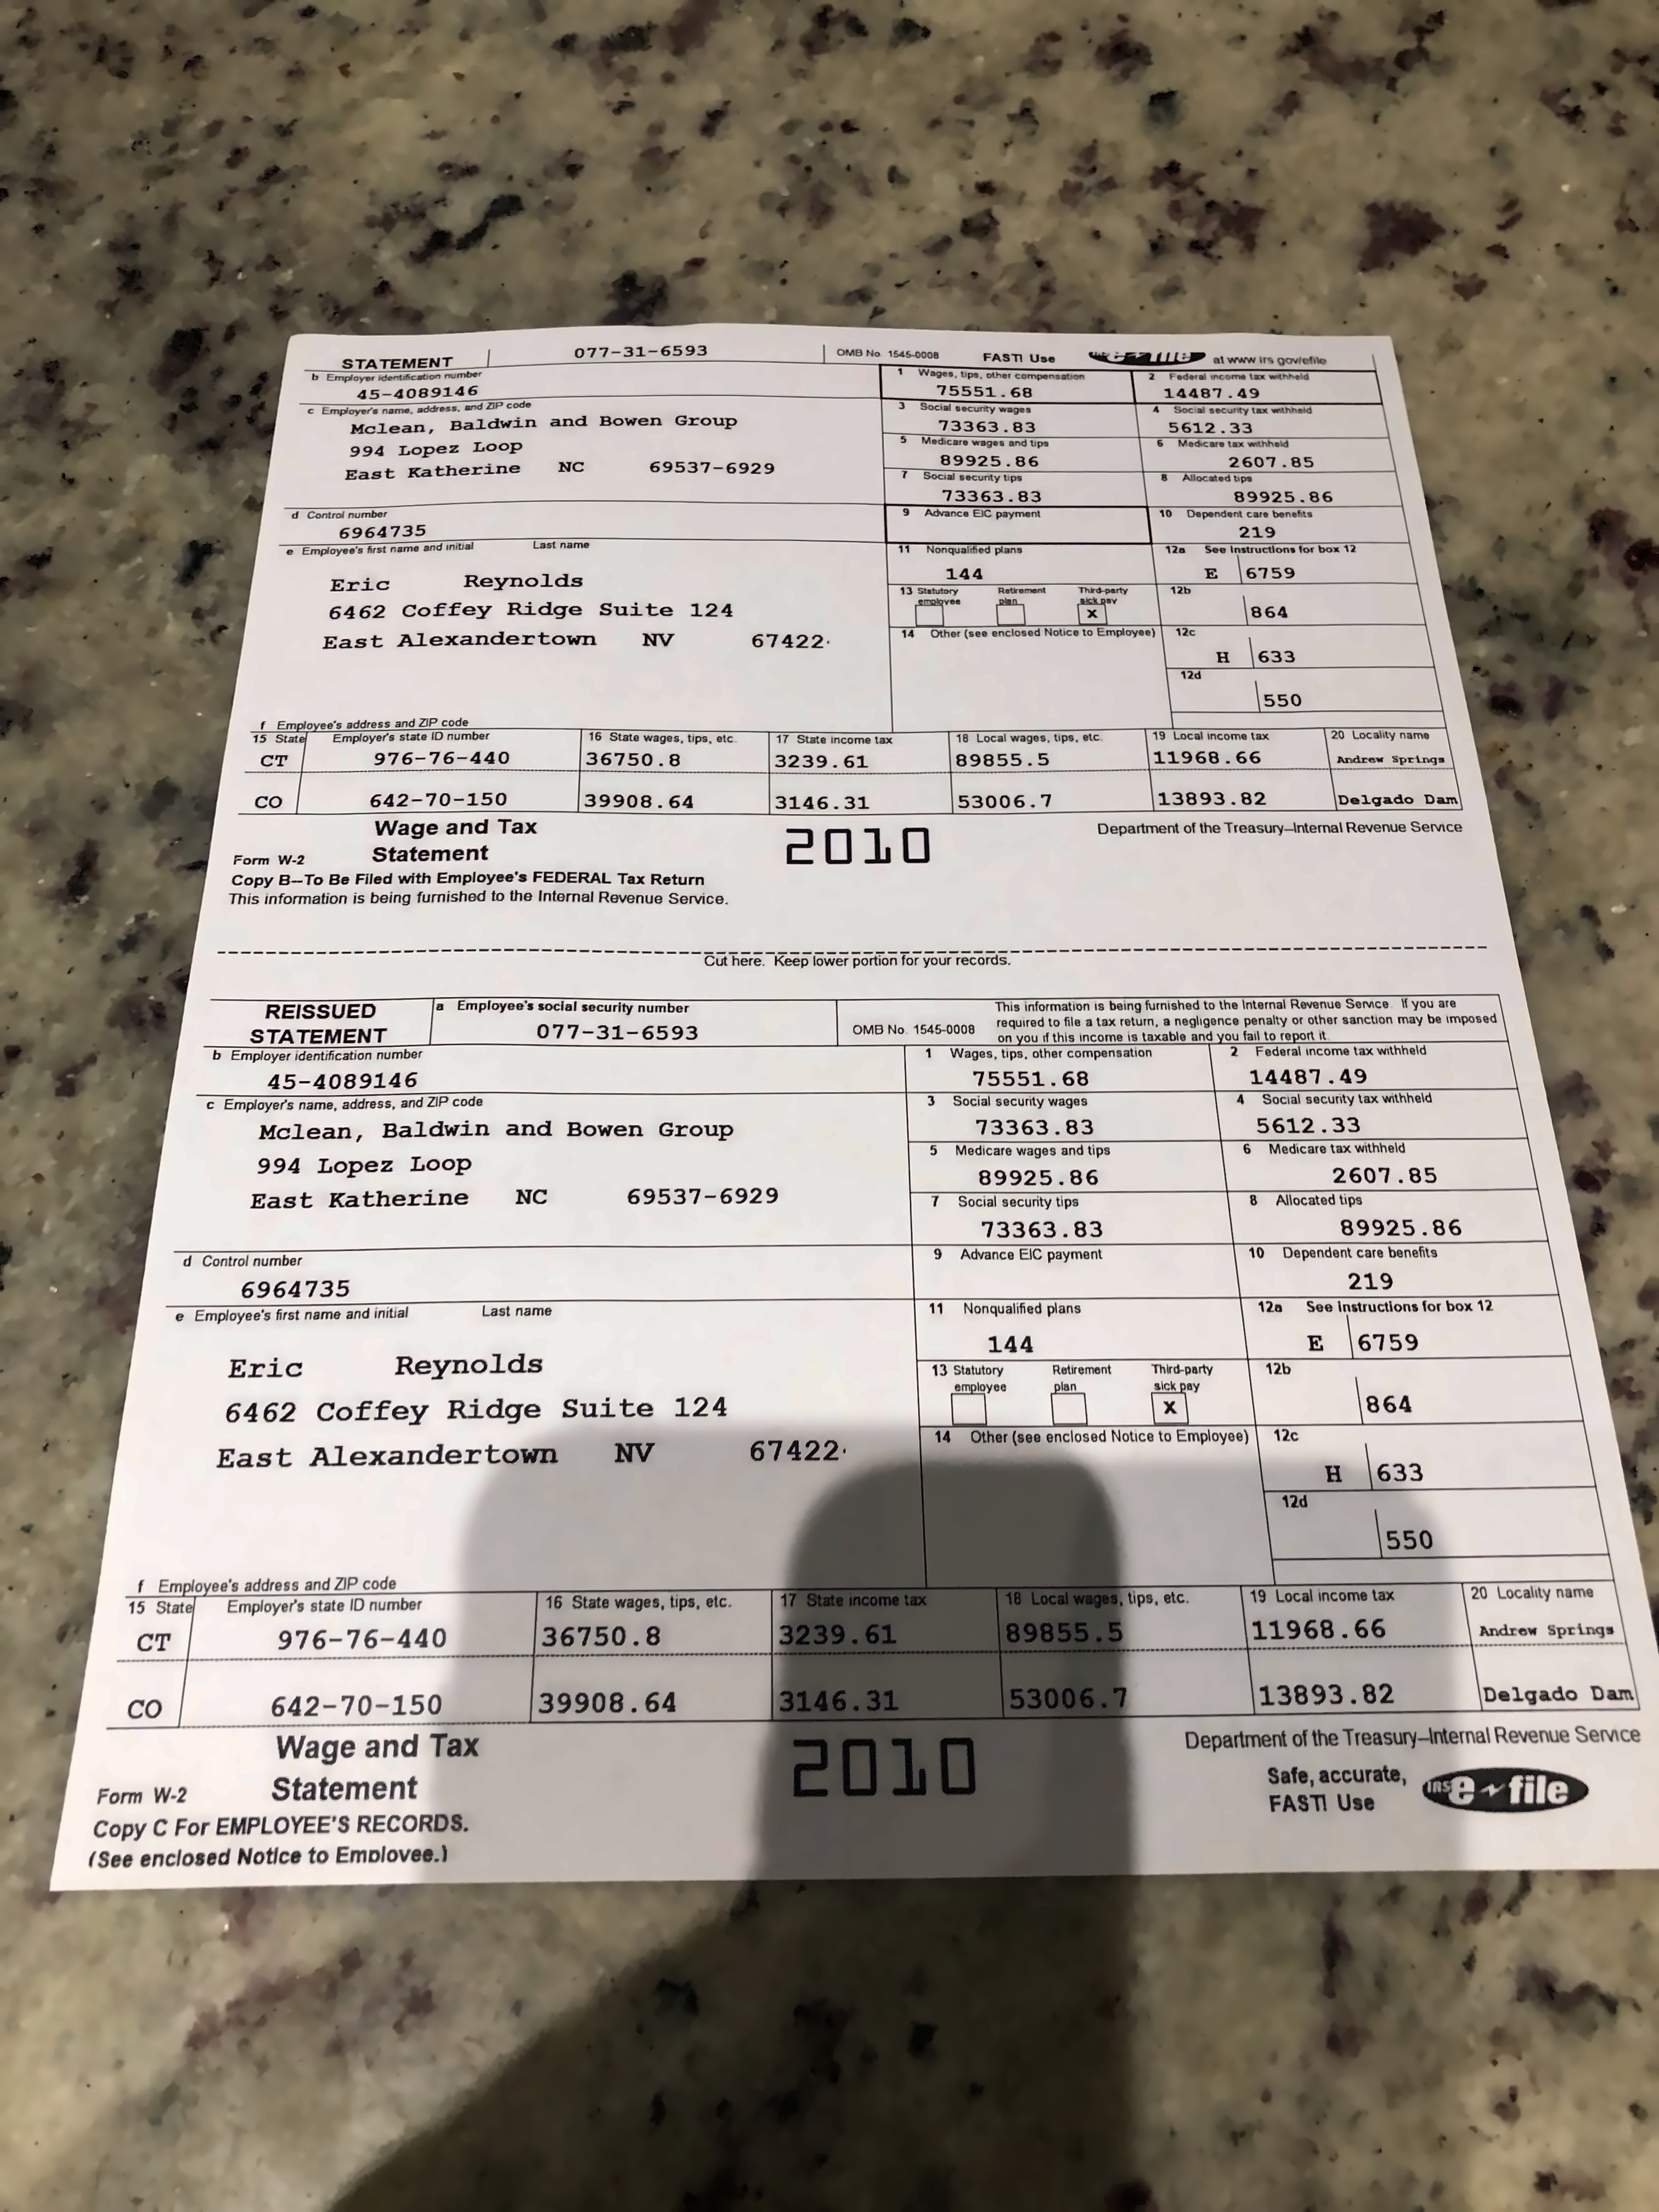 STATEMENT 077-31-6593 OMB No. 1545-0008 FAST! Use e-file at www.irs.gov/efile
b Employer identification number 1 Wages, tips, other compensation 2 Federal income tax withheld
45-4089146 75551.68 14487.49
c Employer's name, address, and ZIP code 3 Social security wages 4 Social security tax withheld
Mclean, Baldwin and Bowen Group 73363.83 5612.33
994 Lopez Loop 5 Medicare wages and tips 6 Medicare tax withheld
East Katherine NC 69537-6929 89925.86 2607.85
7 Social security tips 8 Allocated tips
73363.83 89925.86
d Control number 9 Advance EIC payment 10 Dependent care benefits
6964735 219
e Employee's first name and initial Last name 11 Nonqualified plans 12a See instructions for box 12
144 E 6759
Eric Reynolds 13 Statutory employee Retirement plan Third-party sick pay 12b
6462 Coffey Ridge Suite 124 X 864
East Alexandertown NV 67422- 14 Other (see enclosed Notice to Employee) 12c
H 633
12d
550
f Employee's address and ZIP code
15 State Employer's state ID number 16 State wages, tips, etc. 17 State income tax 18 Local wages, tips, etc. 19 Local income tax 20 Locality name
CT 976-76-440 36750.8 3239.61 89855.5 11968.66 Andrew Springs
CO 642-70-150 39908.64 3146.31 53006.7 13893.82 Delgado Dam
Wage and Tax 2010 Department of the Treasury—Internal Revenue Service
Form W-2 Statement
Copy B--To Be Filed with Employee's FEDERAL Tax Return
This information is being furnished to the Internal Revenue Service.
Cut here. Keep lower portion for your records.
REISSUED a Employee's social security number This information is being furnished to the Internal Revenue Service. If you are
STATEMENT 077-31-6593 OMB No. 1545-0008 required to file a tax return, a negligence penalty or other sanction may be imposed
on you if this income is taxable and you fail to report it.
b Employer identification number 1 Wages, tips, other compensation 2 Federal income tax withheld
45-4089146 75551.68 14487.49
c Employer's name, address, and ZIP code 3 Social security wages 4 Social security tax withheld
Mclean, Baldwin and Bowen Group 73363.83 5612.33
994 Lopez Loop 5 Medicare wages and tips 6 Medicare tax withheld
East Katherine NC 69537-6929 89925.86 2607.85
7 Social security tips 8 Allocated tips
73363.83 89925.86
d Control number 9 Advance EIC payment 10 Dependent care benefits
6964735 219
e Employee's first name and initial Last name 11 Nonqualified plans 12a See instructions for box 12
144 E 6759
Eric Reynolds 13 Statutory employee Retirement plan Third-party sick pay 12b
6462 Coffey Ridge Suite 124 X 864
East Alexandertown NV 67422- 14 Other (see enclosed Notice to Employee) 12c
H 633
12d
550
f Employee's address and ZIP code
15 State Employer's state ID number 16 State wages, tips, etc. 17 State income tax 18 Local wages, tips, etc. 19 Local income tax 20 Locality name
CT 976-76-440 36750.8 3239.61 89855.5 11968.66 Andrew Springs
CO 642-70-150 39908.64 3146.31 53006.7 13893.82 Delgado Dam
Wage and Tax 2010 Department of the Treasury—Internal Revenue Service
Form W-2 Statement Safe, accurate, FAST! Use IRS e-file
Copy C For EMPLOYEE'S RECORDS.
(See enclosed Notice to Employee.)